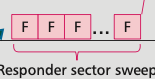 F F F ... F
Responder sector sweep